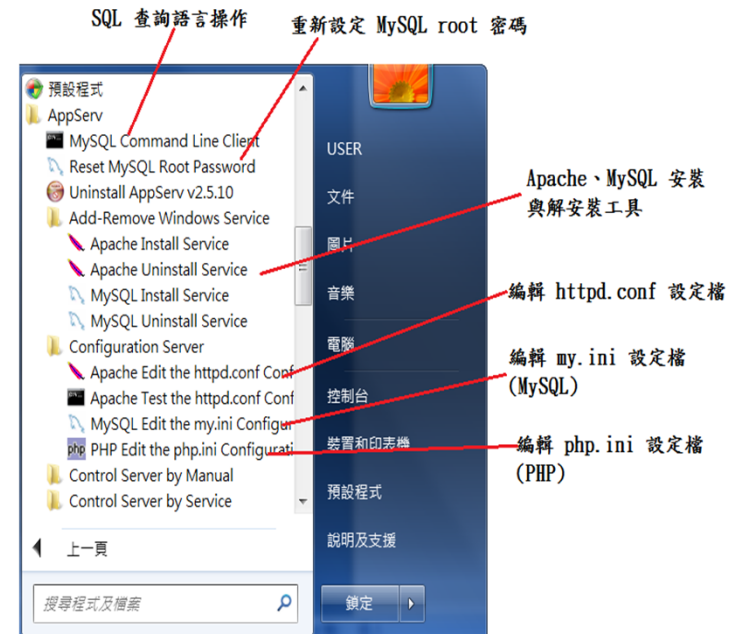 SQL 查詢語言操作
重新設定 MySQL root 密碼
預設程式
AppServ
MySQL Command Line Client
Reset MySQL Root Password
Uninstall AppServ v2.5.10
Add-Remove Windows Service
Apache Install Service
Apache Uninstall Service
MySQL Install Service
MySQL Uninstall Service
Configuration Server
Apache Edit the httpd.conf Conf
Apache Test the httpd.conf Conf
MySQL Edit the my.ini Configur
php PHP Edit the php.ini Configurati
Control Server by Manual
Control Server by Service
上一頁
搜尋程式及檔案
USER
文件
圖片
音樂
電腦
控制台
裝置和印表機
預設程式
說明及支援
鎖定
Apache、MySQL 安裝
與解安裝工具
編輯 httpd.conf 設定檔
編輯 my.ini 設定檔
(MySQL)
編輯 php.ini 設定檔
(PHP)